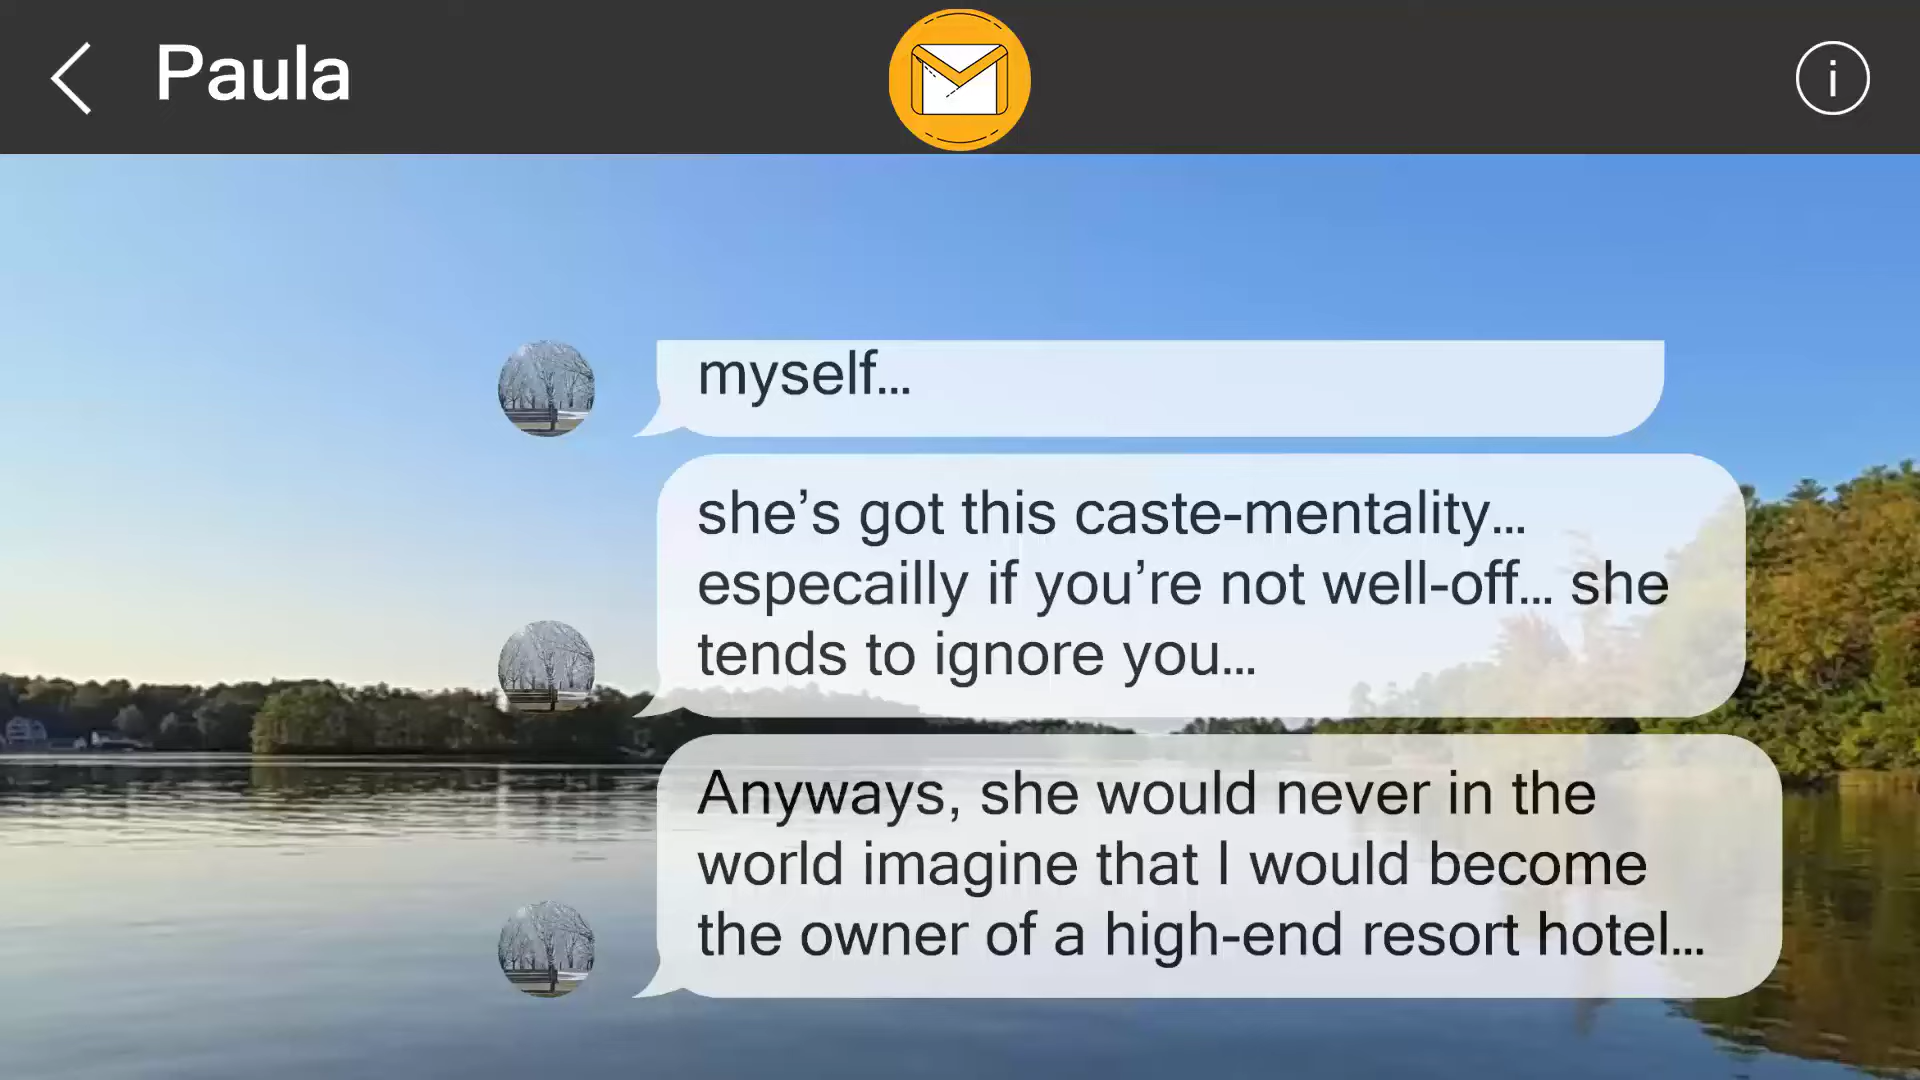 Paula
i
myself...
she's got this caste-mentality...
especailly if you're not well-off... she
tends to ignore you...
Anyways, she would never in the
world imagine that I would become
the owner of a high-end resort hotel...